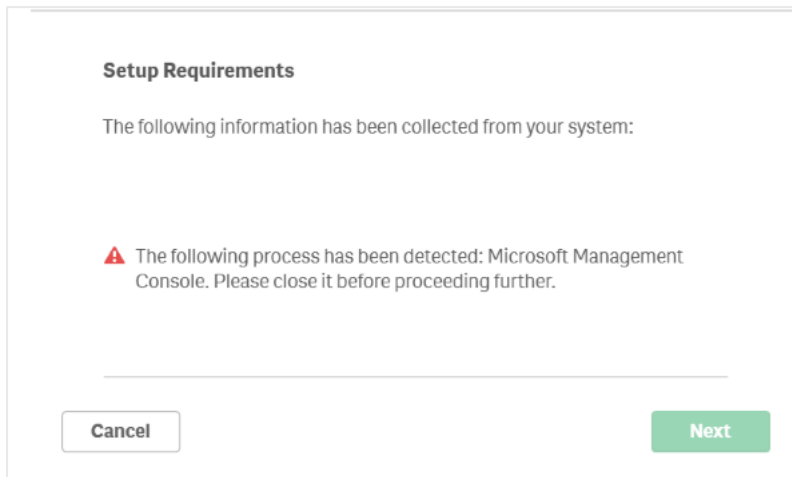 Setup Requirements
The following information has been collected from your system:
The following process has been detected: Microsoft Management
Console. Please close it before proceeding further.
Cancel
Next